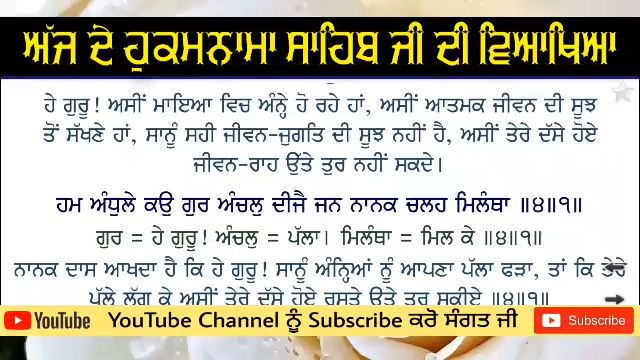 ਅੱਜ ਦੇ ਹੁਕਮਨਾਮਾ ਸਾਹਿਬ ਜੀ ਦੀ ਵਿਆਖਿਆ
ਹੇ ਗੁਰੂ! ਅਸੀਂ ਮਾਇਆ ਵਿਚ ਅੰਨ੍ਹੇ ਹੋ ਰਹੇ ਹਾਂ, ਅਸੀਂ ਆਤਮਕ ਜੀਵਨ ਦੀ ਸੂਝ
ਤੋਂ ਸੱਖਣੇ ਹਾਂ, ਸਾਨੂੰ ਸਹੀ ਜੀਵਨ-ਜੁਗਤਿ ਦੀ ਸੂਝ ਨਹੀਂ ਹੈ, ਅਸੀਂ ਤੇਰੇ ਦੱਸੇ ਹੋਏ
ਜੀਵਨ-ਰਾਹ ਉੱਤੇ ਤੁਰ ਨਹੀਂ ਸਕਦੇ।
ਹਮ ਅੰਧੁਲੇ ਕਉ ਗੁਰ ਅੰਚਲੁ ਦੀਜੈ ਜਨ ਨਾਨਕ ਚਲਹ ਮਿਲੰਥਾ ॥੪॥੧॥
ਗੁਰ = ਹੇ ਗੁਰੂ! ਅੰਚਲੁ = ਪੱਲਾ। ਮਿਲੰਥਾ = ਮਿਲ ਕੇ ॥੪॥੧॥
ਨਾਨਕ ਦਾਸ ਆਖਦਾ ਹੈ ਕਿ ਹੇ ਗੁਰੂ! ਸਾਨੂੰ ਅੰਨ੍ਹਿਆਂ ਨੂੰ ਆਪਣਾ ਪੱਲਾ ਫੜਾ, ਤਾਂ ਕਿ ਤੇਰੇ
ਪੱਲੇ ਲੱਗ ਕੇ ਅਸੀਂ ਤੇਰੇ ਦੱਸੇ ਹੋਏ ਰਸਤੇ ਉਤੇ ਤੁਰ ਸਕੀਏ ॥੪॥੧॥
YouTube YouTube Channel ਨੂੰ Subscribe ਕਰੋ ਸੰਗਤ ਜੀ Subscribe